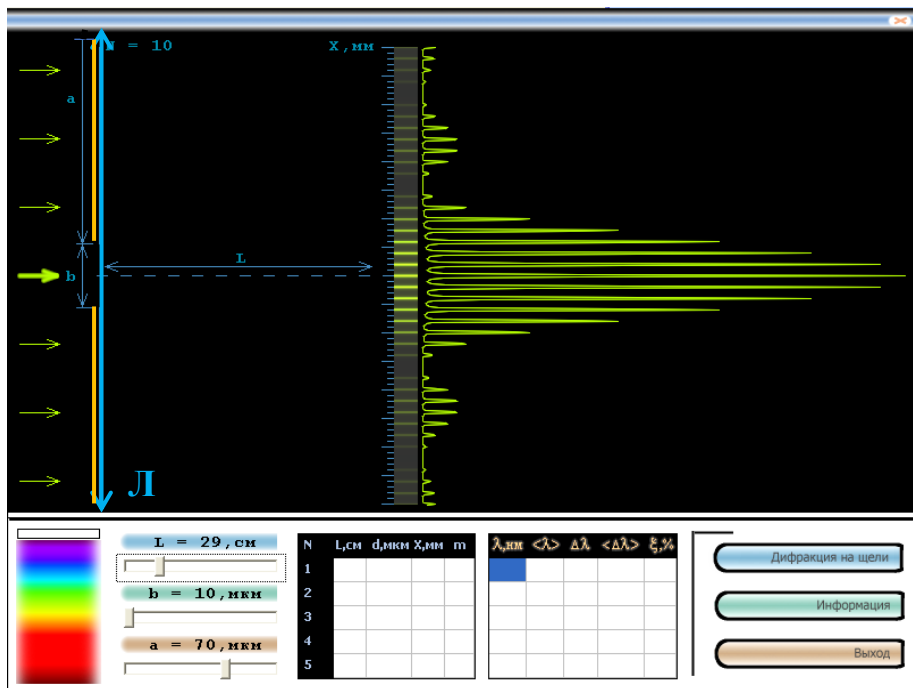 N = 10
X,мм
a
L
b
Л
L = 29,см
b = 10,мкм
a = 70,мкм
N L,см d,мкм X,мм m
1
2
3
4
5
λ,нм <λ> Δλ <Δλ> ξ,%
Дифракция на щели
Информация
Выход